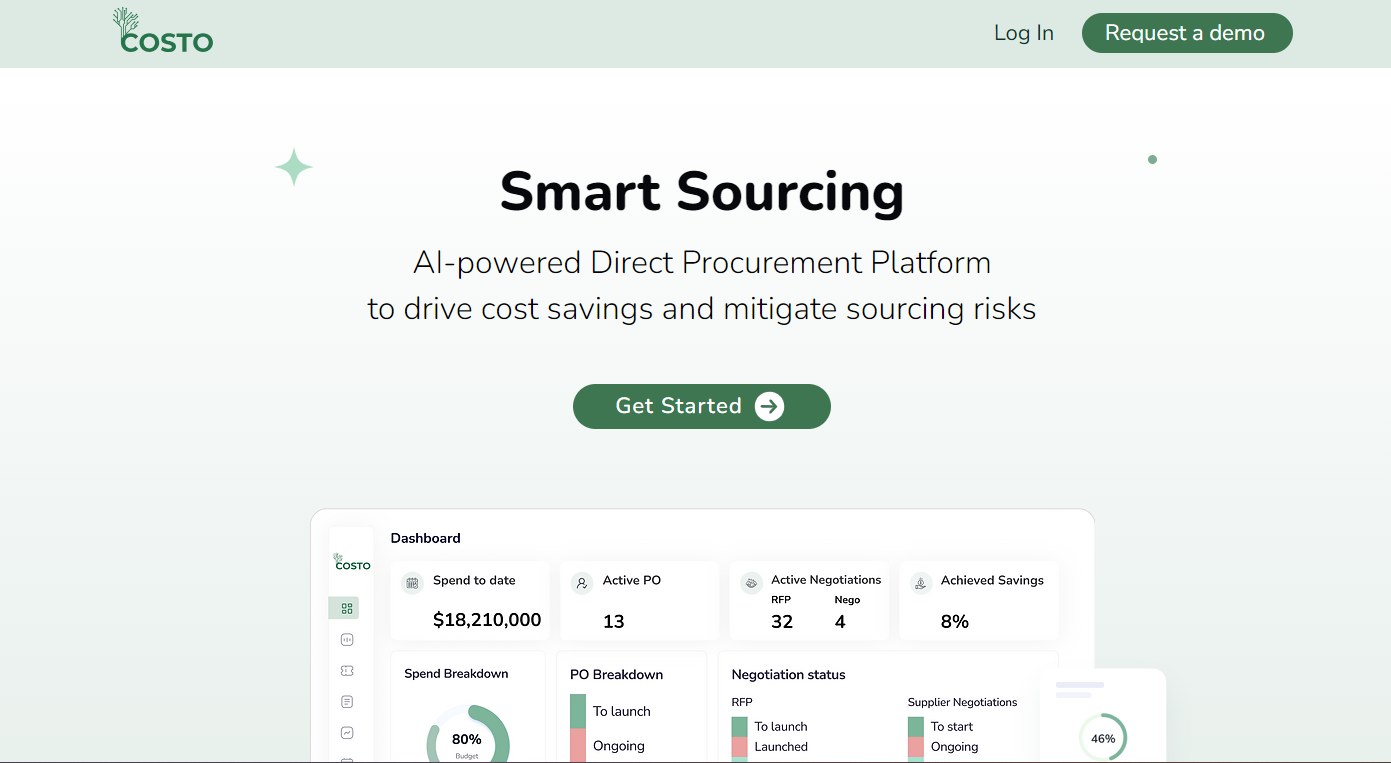 COSTO
Log In
Request a demo
Smart Sourcing
AI-powered Direct Procurement Platform
to drive cost savings and mitigate sourcing risks
Get Started
Dashboard
COSTO
Spend to date
$18,210,000
Active PO
13
Active Negotiations
RFP Nego
32 4
Achieved Savings
8%
Spend Breakdown
80%
Budget
PO Breakdown
To launch
Ongoing
Negotiation status
RFP
To launch
Launched
Supplier Negotiations
To start
Ongoing
46%